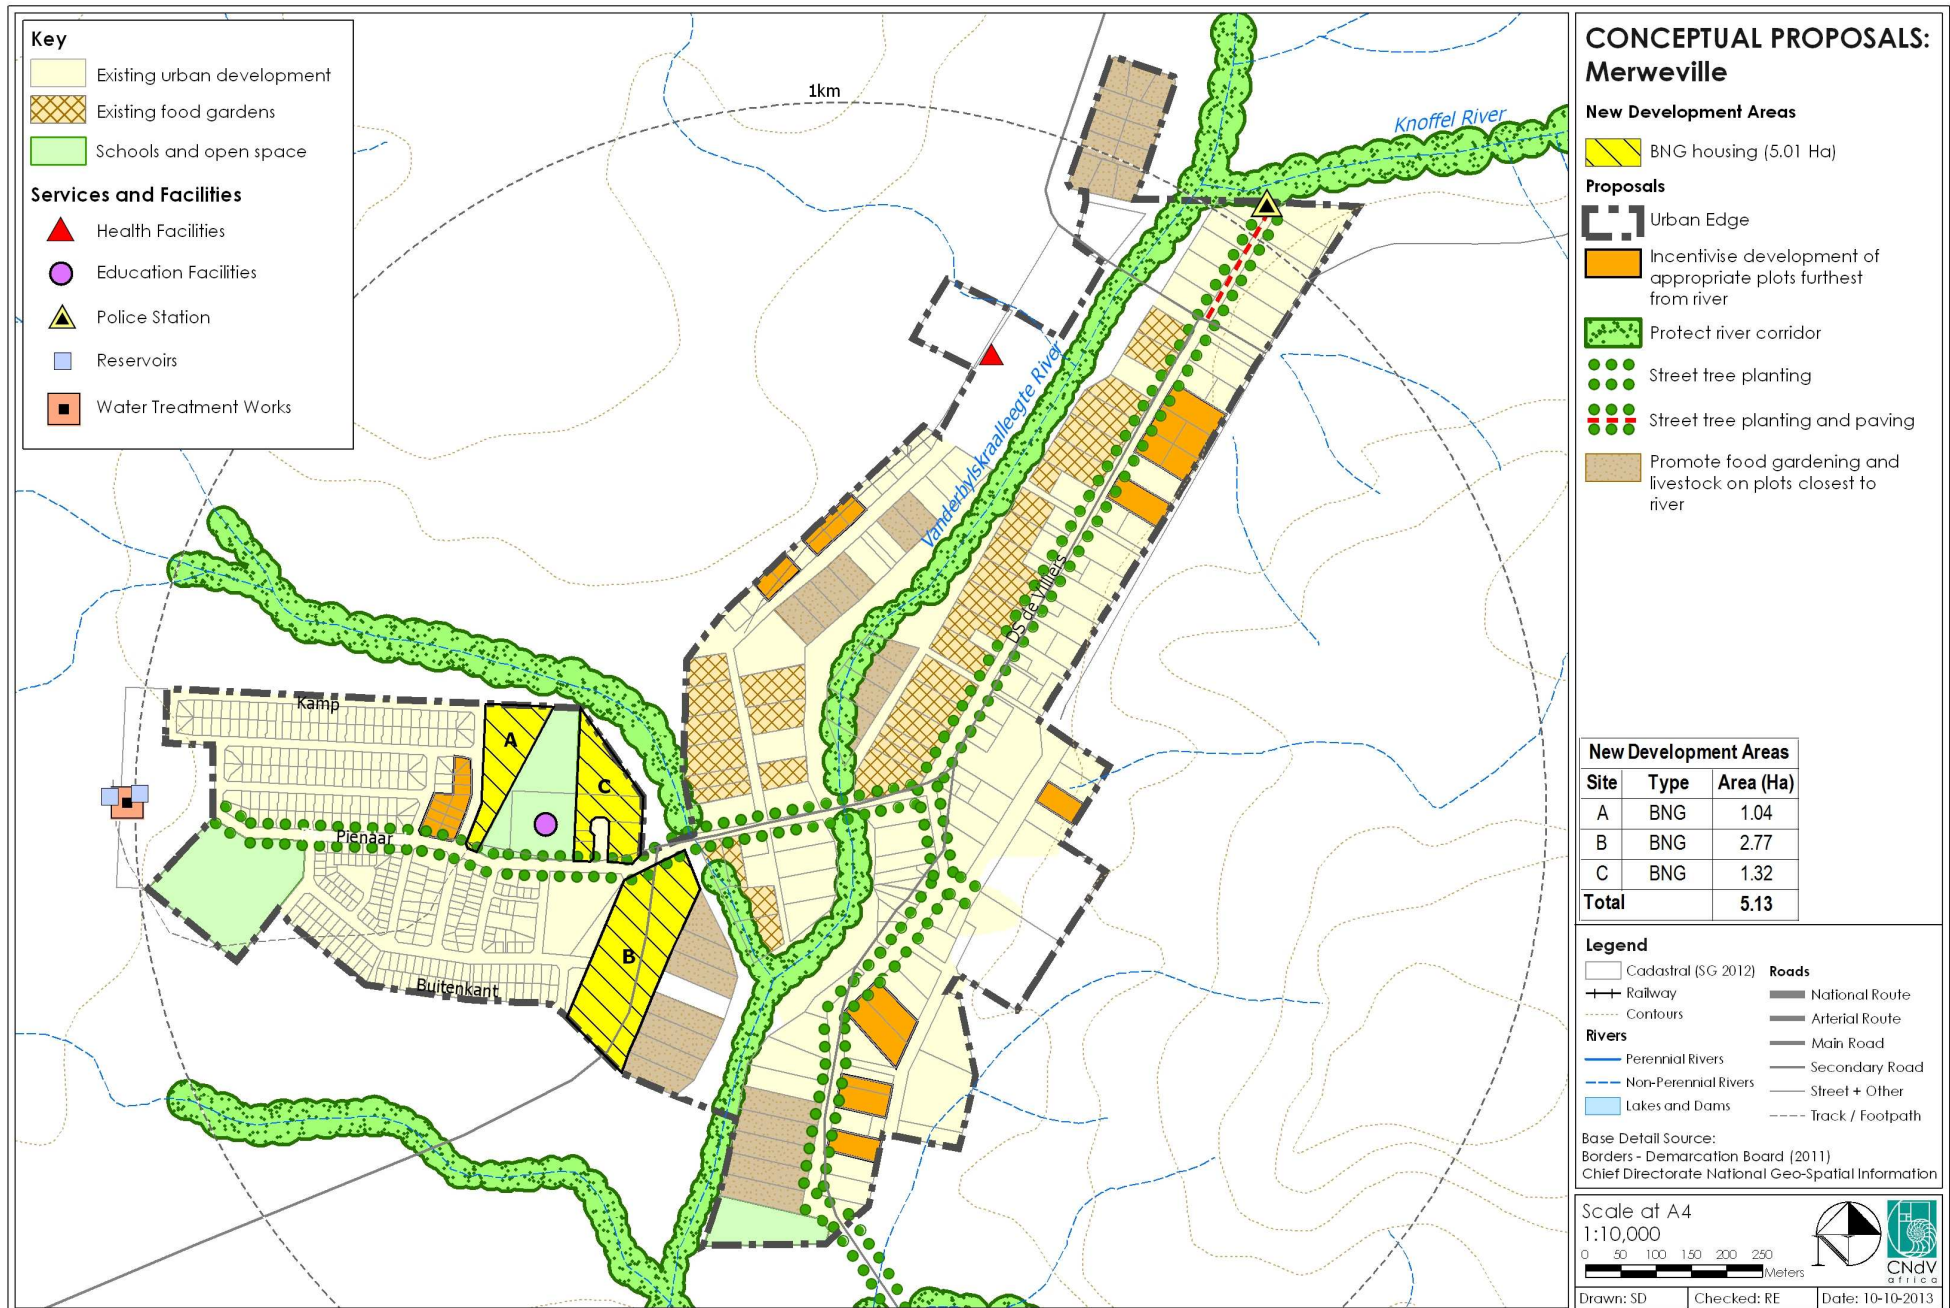 Key
Existing urban development
Existing food gardens
Schools and open space
Services and Facilities
Health Facilities
Education Facilities
Police Station
Reservoirs
Water Treatment Works
1km
Knoffel River
Vanderbylskraalleegte River
DS de Villiers
Kamp
A
C
Pienaar
B
Buitenkant
CONCEPTUAL PROPOSALS:
Merweville
New Development Areas
BNG housing (5.01 Ha)
Proposals
Urban Edge
Incentivise development of
appropriate plots furthest
from river
Protect river corridor
Street tree planting
Street tree planting and paving
Promote food gardening and
livestock on plots closest to
river
New Development Areas
Site Type Area (Ha)
A BNG 1.04
B BNG 2.77
C BNG 1.32
Total 5.13
Legend
Cadastral (SG 2012)
Railway
Contours
Rivers
Perennial Rivers
Non-Perennial Rivers
Lakes and Dams
Roads
National Route
Arterial Route
Main Road
Secondary Road
Street + Other
Track / Footpath
Base Detail Source:
Borders - Demarcation Board (2011)
Chief Directorate National Geo-Spatial Information
Scale at A4
1:10,000
0 50 100 150 200 250
Meters
CNdV
africa
Drawn: SD Checked: RE Date: 10-10-2013